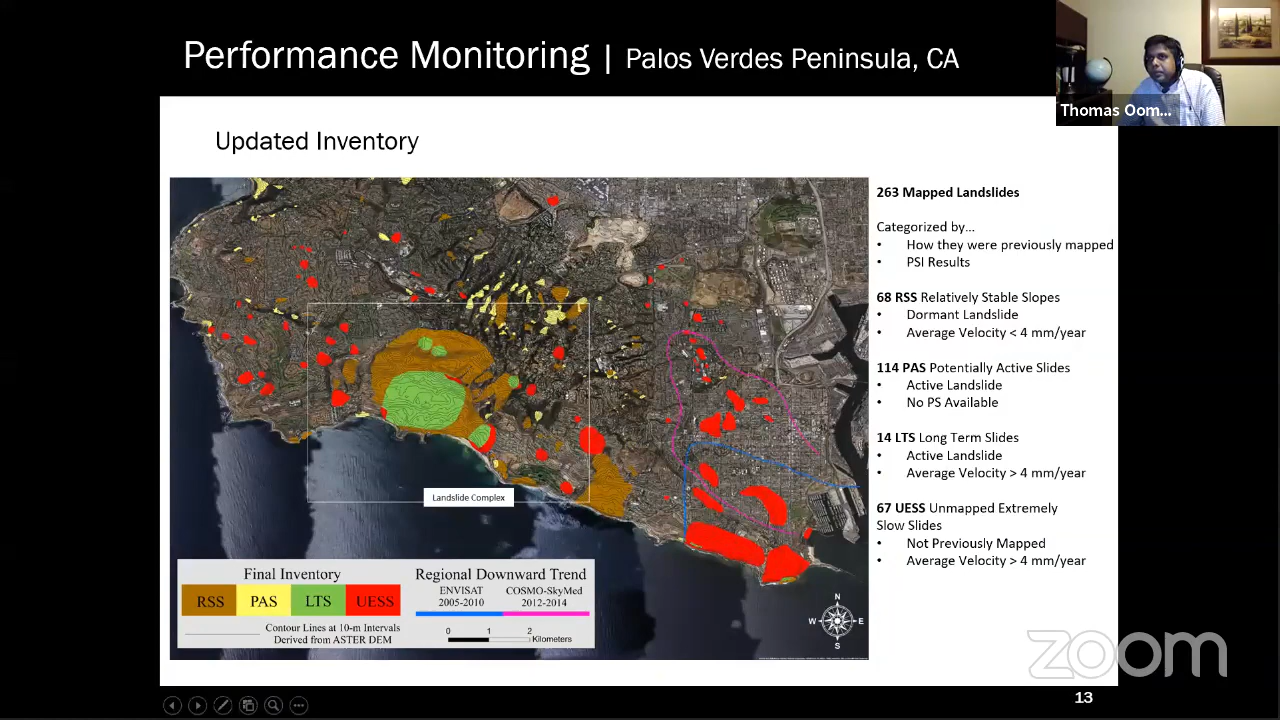 Performance Monitoring | Palos Verdes Peninsula, CA
Thomas Oom...
Updated Inventory
263 Mapped Landslides
Categorized by...
• How they were previously mapped
• PSI Results
68 RSS Relatively Stable Slopes
• Dormant Landslide
• Average Velocity < 4 mm/year
114 PAS Potentially Active Slides
• Active Landslide
• No PS Available
14 LTS Long Term Slides
• Active Landslide
• Average Velocity > 4 mm/year
67 UESS Unmapped Extremely
Slow Slides
• Not Previously Mapped
• Average Velocity > 4 mm/year
Landslide Complex
Final Inventory
RSS PAS LTS UESS
Contour Lines at 10-m Intervals
Derived from ASTER DEM
Regional Downward Trend
ENVISAT
2005-2010
COSMO-SkyMed
2012-2014
0 1 2
Kilometers
N
W E
S
zoom
13